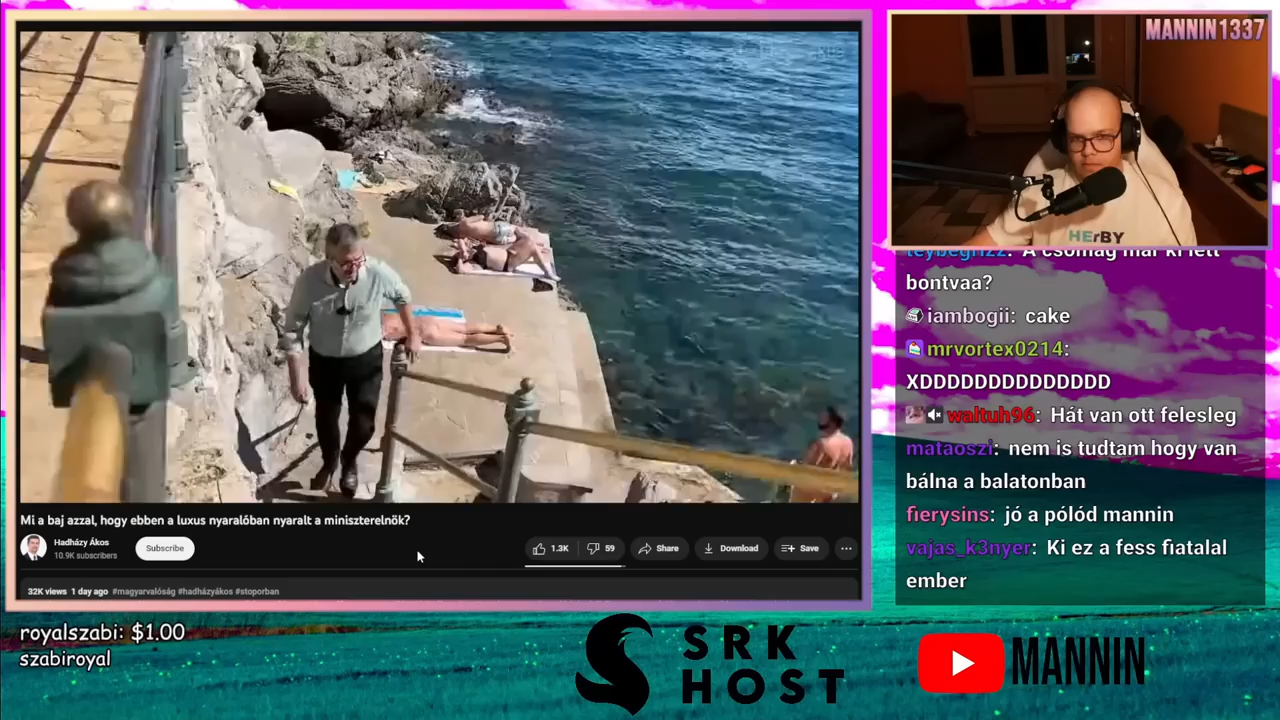 MANNIN1337
HErBY
teybegrizz: A csomag már ki lett
bontvaa?
iambogii: cake
mrvortex0214:
XDDDDDDDDDDDDDD
waltuh96: Hát van ott felesleg
mataoszi: nem is tudtam hogy van
bálna a balatonban
fierysins: jó a pólód mannin
vajas_k3nyer: Ki ez a fess fiatalal
ember
Mi a baj azzal, hogy ebben a luxus nyaralóban nyaralt a miniszterelnök?
Hadházy Ákos
10.9K subscribers
Subscribe
1.3K
59
Share
Download
Save
32K views 1 day ago #magyarvalóság #hadházyákos #stoporban
royalszabi: $1.00
szabiroyal
SRK
HOST
MANNIN